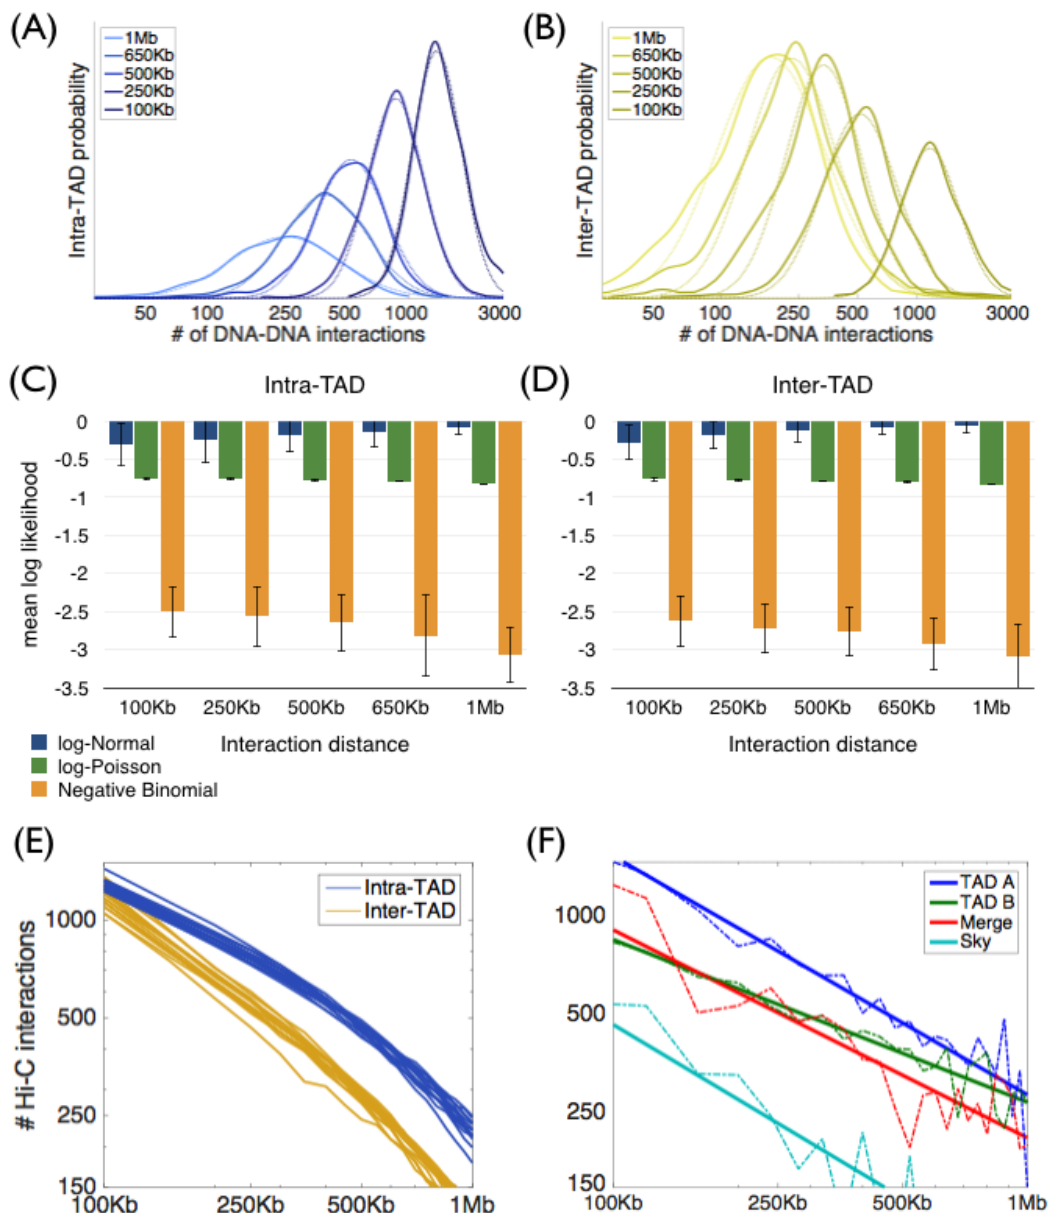 (A)
1Mb
650Kb
500Kb
250Kb
100Kb
Intra-TAD probability
50 100 250 500 1000 3000
# of DNA-DNA interactions
(B)
1Mb
650Kb
500Kb
250Kb
100Kb
Inter-TAD probability
50 100 250 500 1000 3000
# of DNA-DNA interactions
(C)
Intra-TAD
0
-0.5
-1
-1.5
-2
-2.5
-3
-3.5
mean log likelihood
100Kb 250Kb 500Kb 650Kb 1Mb
Interaction distance
log-Normal
log-Poisson
Negative Binomial
(D)
Inter-TAD
0
-0.5
-1
-1.5
-2
-2.5
-3
-3.5
100Kb 250Kb 500Kb 650Kb 1Mb
Interaction distance
(E)
Intra-TAD
Inter-TAD
# Hi-C interactions
1000
500
250
150
100Kb 250Kb 500Kb 1Mb
(F)
TAD A
TAD B
Merge
Sky
1000
500
250
150
100Kb 250Kb 500Kb 1Mb